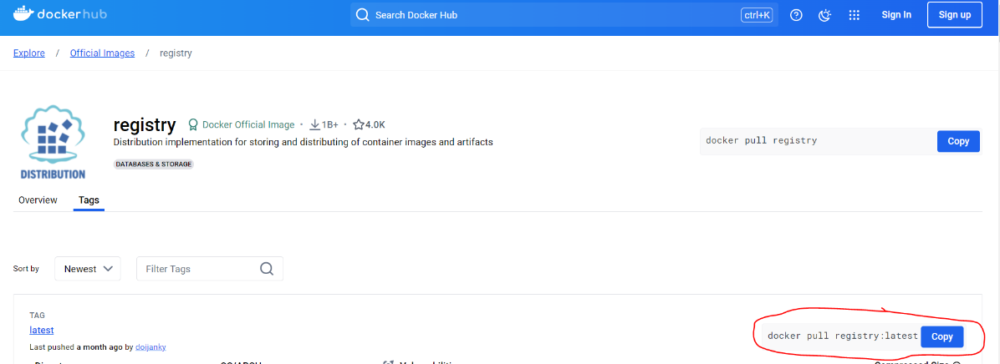 docker hub
Search Docker Hub
ctrl+K
Sign In
Sign up
Explore / Official Images / registry
registry Docker Official Image · 1B+ · 4.0K
Distribution implementation for storing and distributing of container images and artifacts
docker pull registry
Copy
DATABASES & STORAGE
DISTRIBUTION
Overview
Tags
Sort by
Newest
Filter Tags
TAG
latest
docker pull registry:latest
Copy
Last pushed a month ago by doijanky